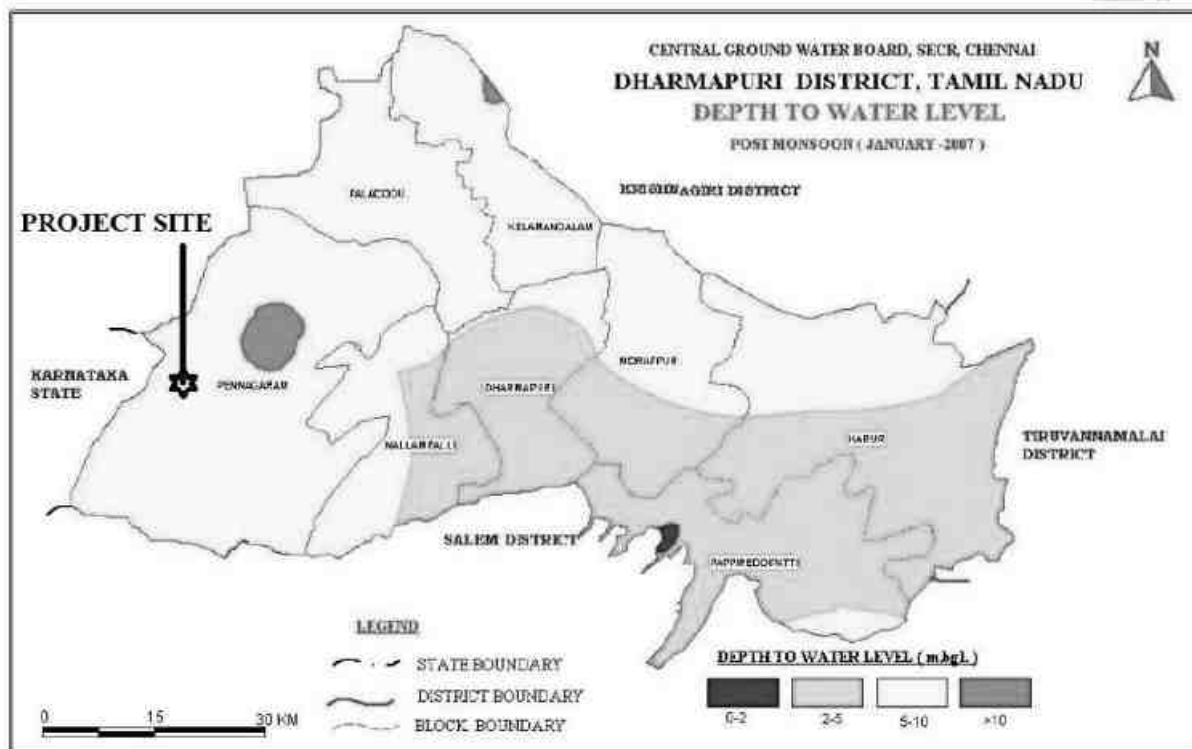 CENTRAL GROUND WATER BOARD, SECR, CHENNAI
DHARMAPURI DISTRICT, TAMIL NADU
DEPTH TO WATER LEVEL
POST MONSOON ( JANUARY -2007 )
N
KRISHNAGIRI DISTRICT
PALACODU
KELAMANDALAM
PROJECT SITE
MORAPPUR
KARNATAKA
STATE
PENNAGARAM
DHARMAPURI
NALLAMPALLI
HARUR
TIRUVANNAMALAI
DISTRICT
SALEM DISTRICT
PAPPIREDDIPATTI
LEGEND
STATE BOUNDARY
DISTRICT BOUNDARY
BLOCK BOUNDARY
0 15 30 KM
DEPTH TO WATER LEVEL ( m.bgl. )
0-2 2-5 5-10 >10